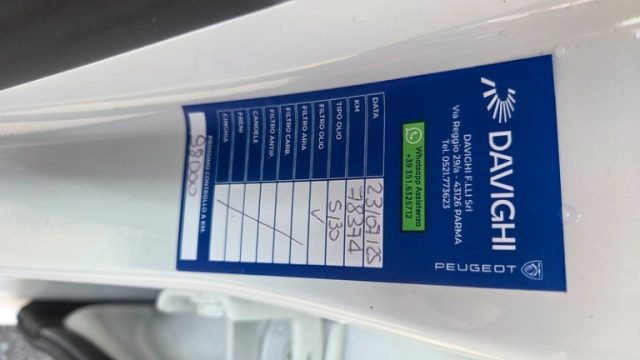 DAVIGHI
PEUGEOT
DAVIGHI F.LLI Srl
Via Reggio 29/a - 43126 PARMA
Tel. 0521.773623
Whatsapp Assistenza
+39 351.6325712
DATA 23/07/25
KM 78374
TIPO OLIO 5/30
FILTRO OLIO ✓
FILTRO ARIA
FILTRO CARB.
FILTRO ANTIP.
CANDELE
FRENI
CINGHIA
PROSSIMO CONTROLLO A KM.
98000